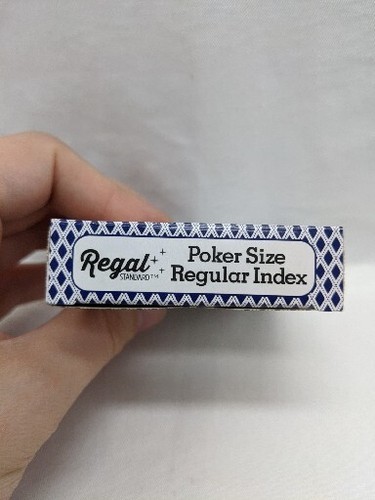 Regal
STANDARD™
Poker Size
Regular Index